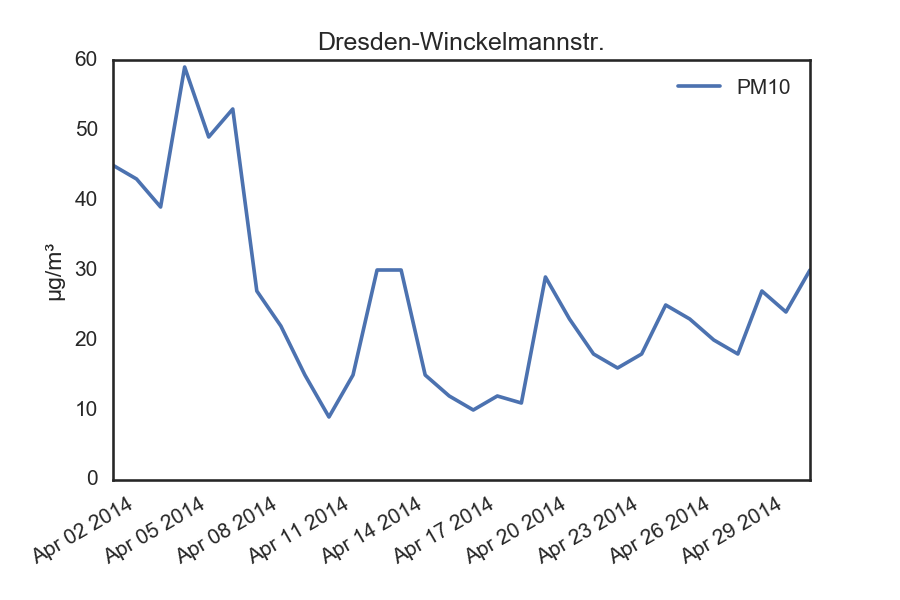 Dresden-Winckelmannstr.
60
50
40
30
20
10
0
µg/m³
PM10
Apr 02 2014
Apr 05 2014
Apr 08 2014
Apr 11 2014
Apr 14 2014
Apr 17 2014
Apr 20 2014
Apr 23 2014
Apr 26 2014
Apr 29 2014